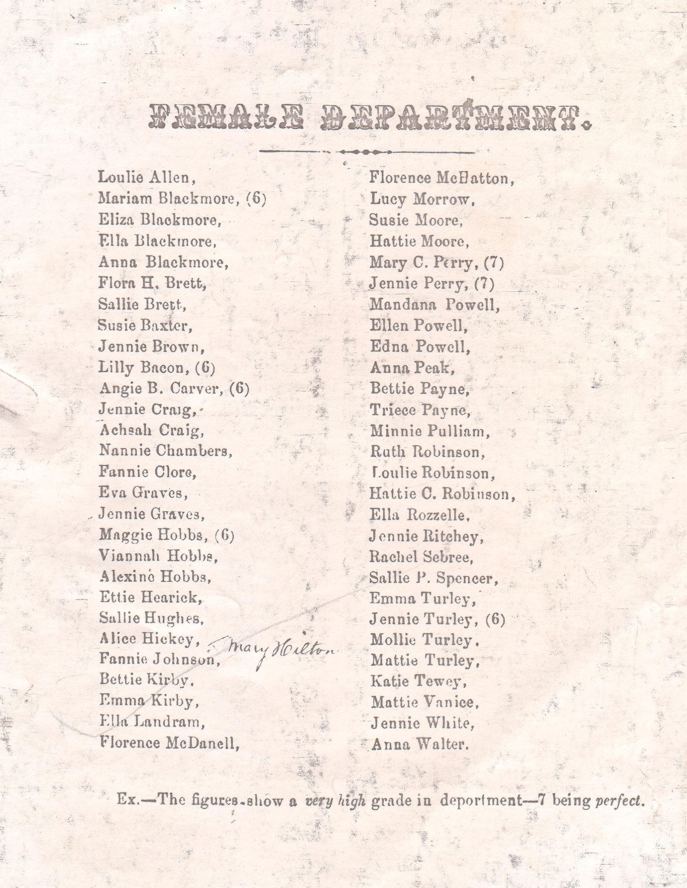 FEMALE DEPARTMENT.
Loulie Allen,
Mariam Blackmore, (6)
Eliza Blackmore,
Ella Blackmore,
Anna Blackmore,
Flora H. Brett,
Sallie Brett,
Susie Baxter,
Jennie Brown,
Lilly Bacon, (6)
Angie B. Carver, (6)
Jennie Craig,
Achsah Craig,
Nannie Chambers,
Fannie Clore,
Eva Graves,
Jennie Graves,
Maggie Hobbs, (6)
Viannah Hobbs,
Alexine Hobbs,
Ettie Hearick,
Sallie Hughes,
Alice Hickey,
Mary Hilton
Fannie Johnson,
Bettie Kirby,
Emma Kirby,
Ella Landram,
Florence McDanell,
Florence McHatton,
Lucy Morrow,
Susie Moore,
Hattie Moore,
Mary C. Perry, (7)
Jennie Perry, (7)
Mandana Powell,
Ellen Powell,
Edna Powell,
Anna Peak,
Bettie Payne,
Triece Payne,
Minnie Pulliam,
Ruth Robinson,
Loulie Robinson,
Hattie C. Robinson,
Ella Rozzelle,
Jennie Ritchey,
Rachel Sebree,
Sallie P. Spencer,
Emma Turley,
Jennie Turley, (6)
Mollie Turley,
Mattie Turley,
Katie Tewey,
Mattie Vanice,
Jennie White,
Anna Walter.
Ex.—The figures show a very high grade in deportment—7 being perfect.